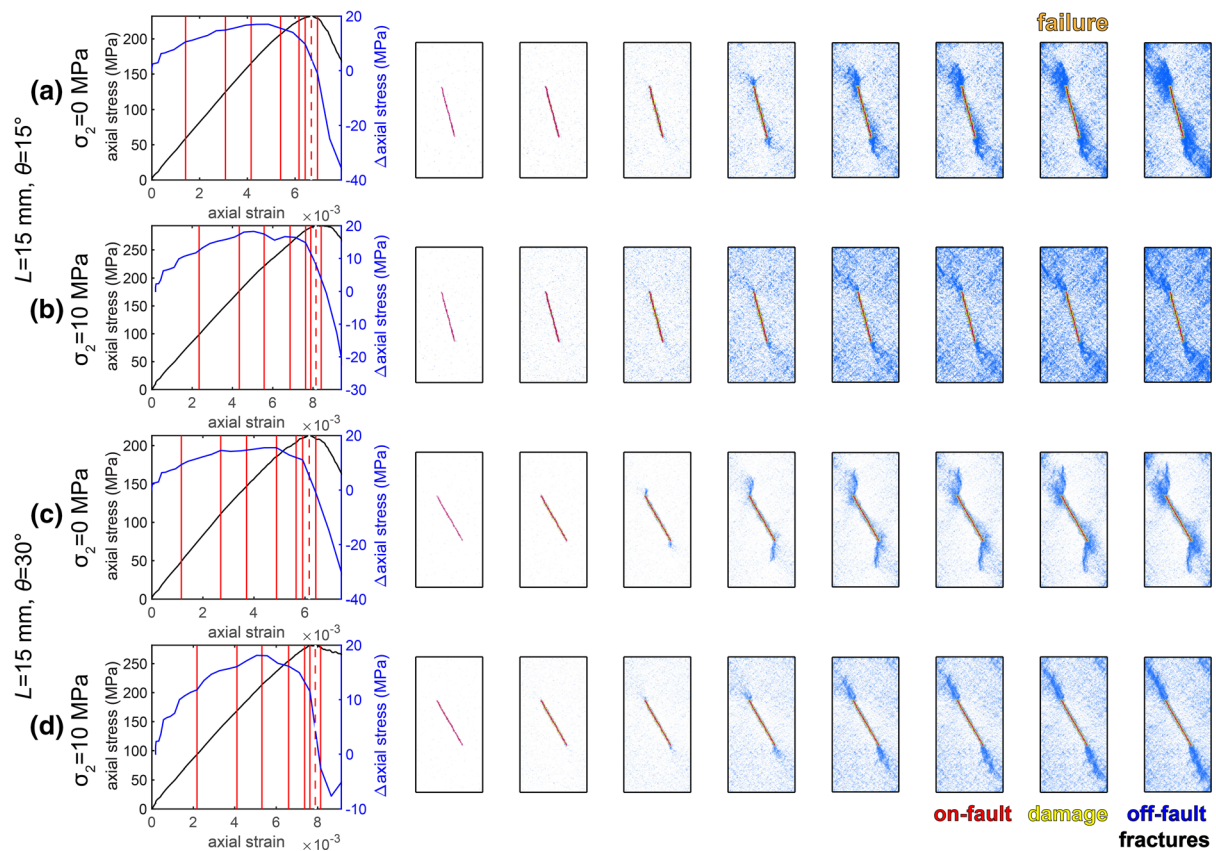 failure
L=15 mm, θ=15°
(a)
σ2=0 MPa
axial stress (MPa)
200
150
100
50
0
0 2 4 6
axial strain ×10-3
20
0
-20
-40
Δaxial stress (MPa)
(b)
σ2=10 MPa
axial stress (MPa)
250
200
150
100
50
0
0 2 4 6 8
axial strain ×10-3
20
10
0
-10
-20
-30
Δaxial stress (MPa)
L=15 mm, θ=30°
(c)
σ2=0 MPa
axial stress (MPa)
200
150
100
50
0
0 2 4 6
axial strain ×10-3
20
0
-20
-40
Δaxial stress (MPa)
(d)
σ2=10 MPa
axial stress (MPa)
250
200
150
100
50
0
0 2 4 6 8
axial strain ×10-3
20
10
0
-10
Δaxial stress (MPa)
on-fault damage off-fault
fractures